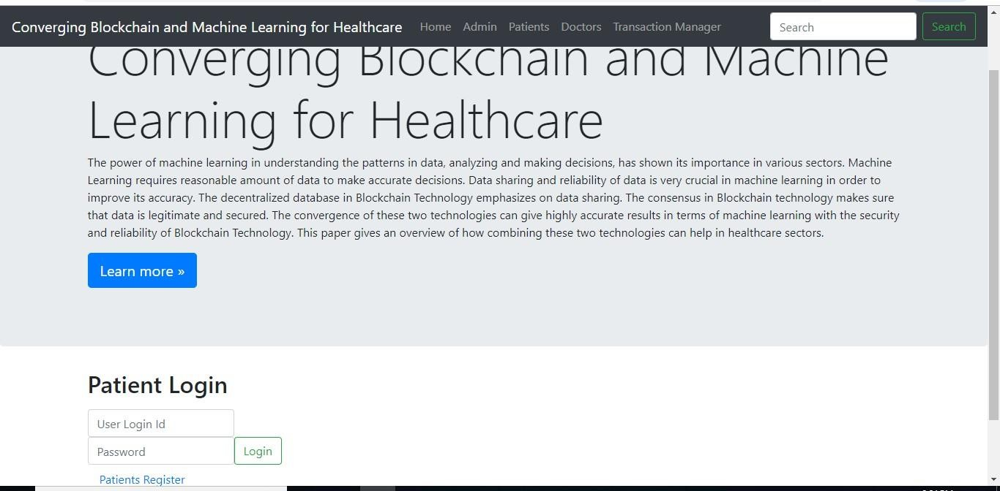 Converging Blockchain and Machine Learning for Healthcare Home Admin Patients Doctors Transaction Manager Search Search
Converging Blockchain and Machine
Learning for Healthcare
The power of machine learning in understanding the patterns in data, analyzing and making decisions, has shown its importance in various sectors. Machine
Learning requires reasonable amount of data to make accurate decisions. Data sharing and reliability of data is very crucial in machine learning in order to
improve its accuracy. The decentralized database in Blockchain Technology emphasizes on data sharing. The consensus in Blockchain technology makes sure
that data is legitimate and secured. The convergence of these two technologies can give highly accurate results in terms of machine learning with the security
and reliability of Blockchain Technology. This paper gives an overview of how combining these two technologies can help in healthcare sectors.
Learn more »
Patient Login
User Login Id
Password Login
Patients Register